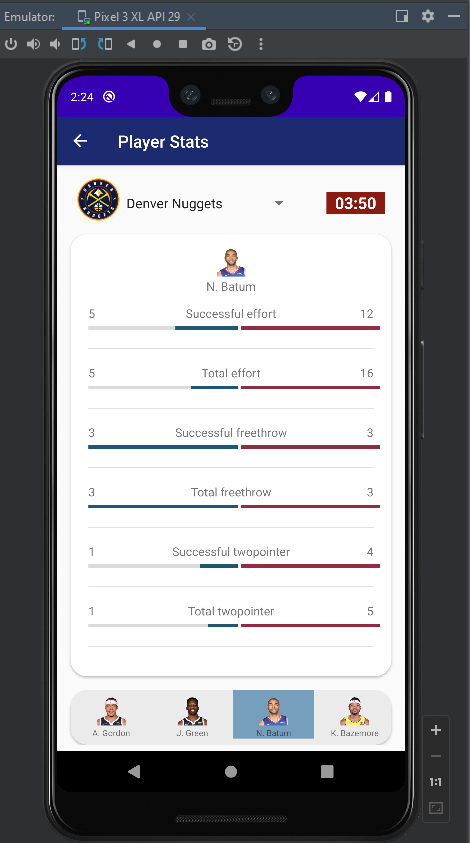 Emulator: Pixel 3 XL API 29
2:24
Player Stats
DENVER
NUGGETS
Denver Nuggets
03:50
N. Batum
5 Successful effort 12
5 Total effort 16
3 Successful freethrow 3
3 Total freethrow 3
1 Successful twopointer 4
1 Total twopointer 5
A. Gordon J. Green N. Batum K. Bazemore
1:1